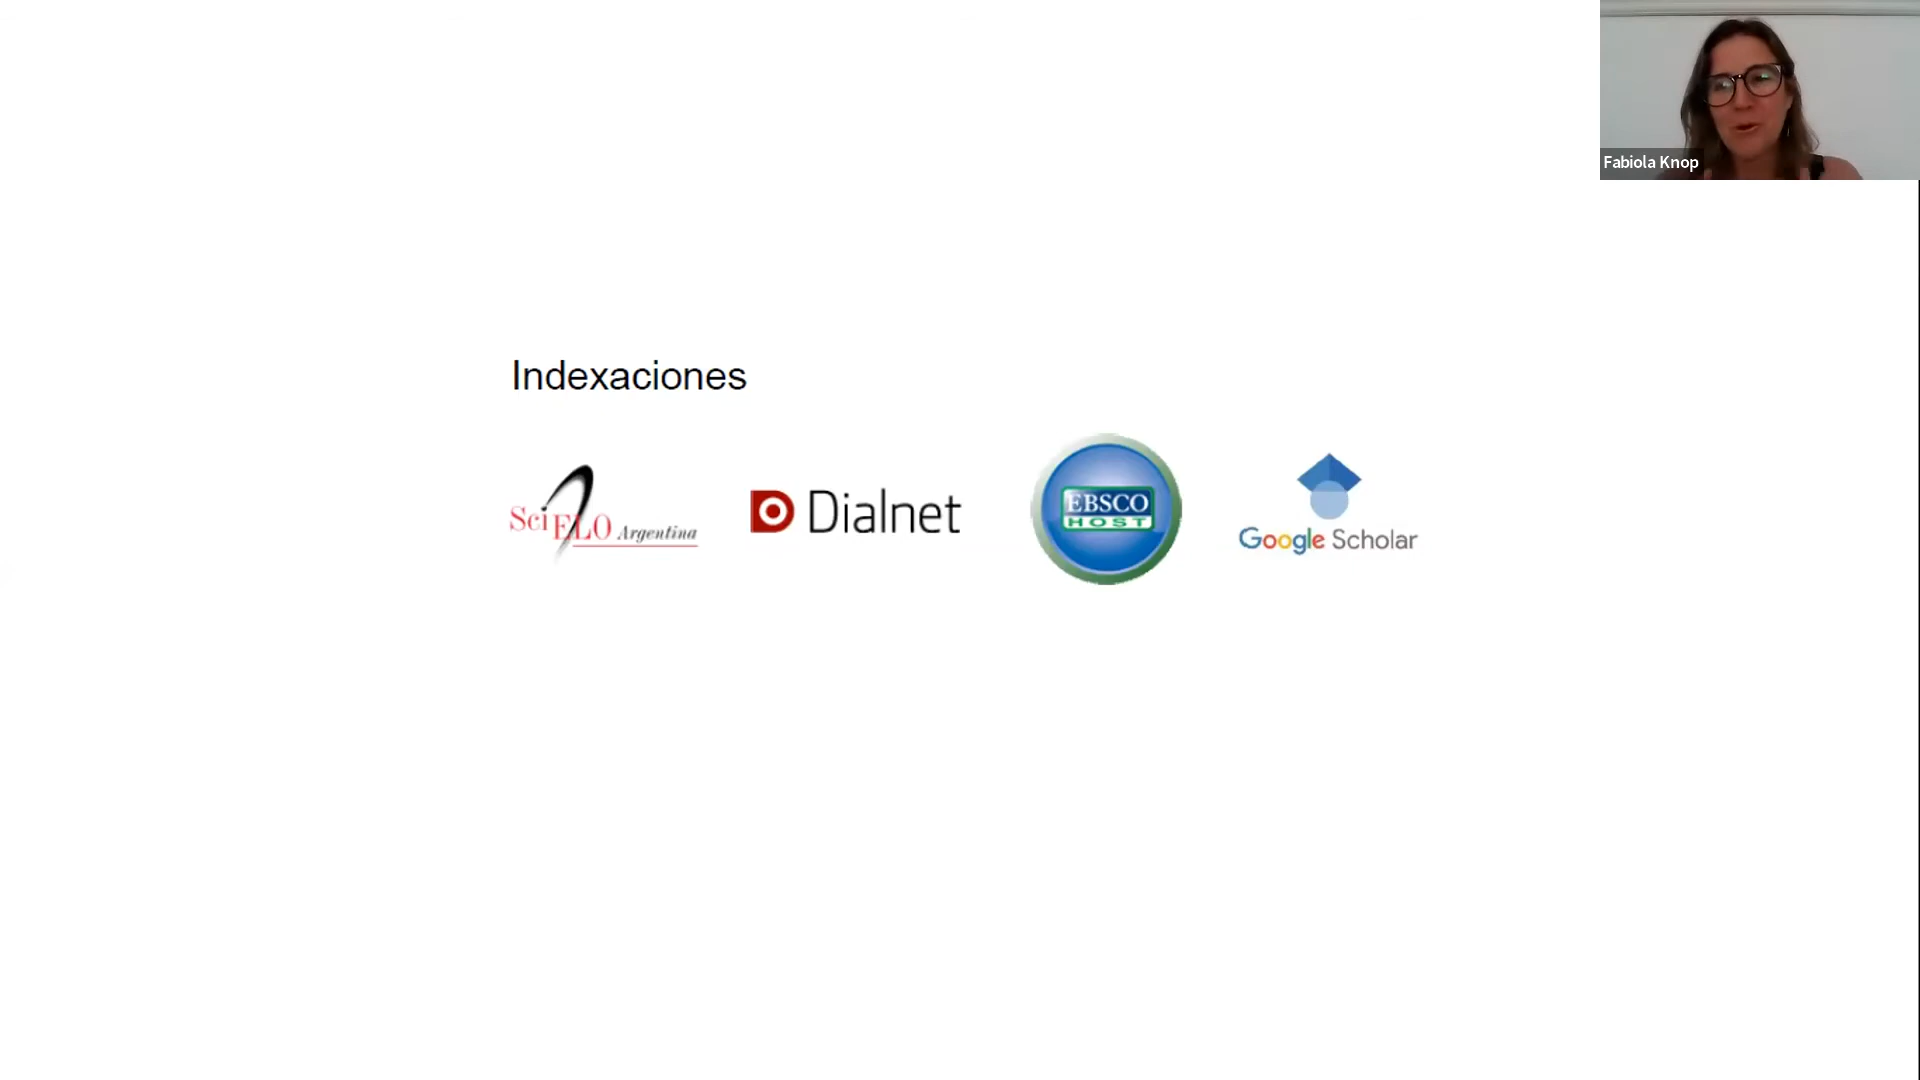 Fabiola Knop
Indexaciones
SciELO Argentina
Dialnet
EBSCO
HOST
Google Scholar